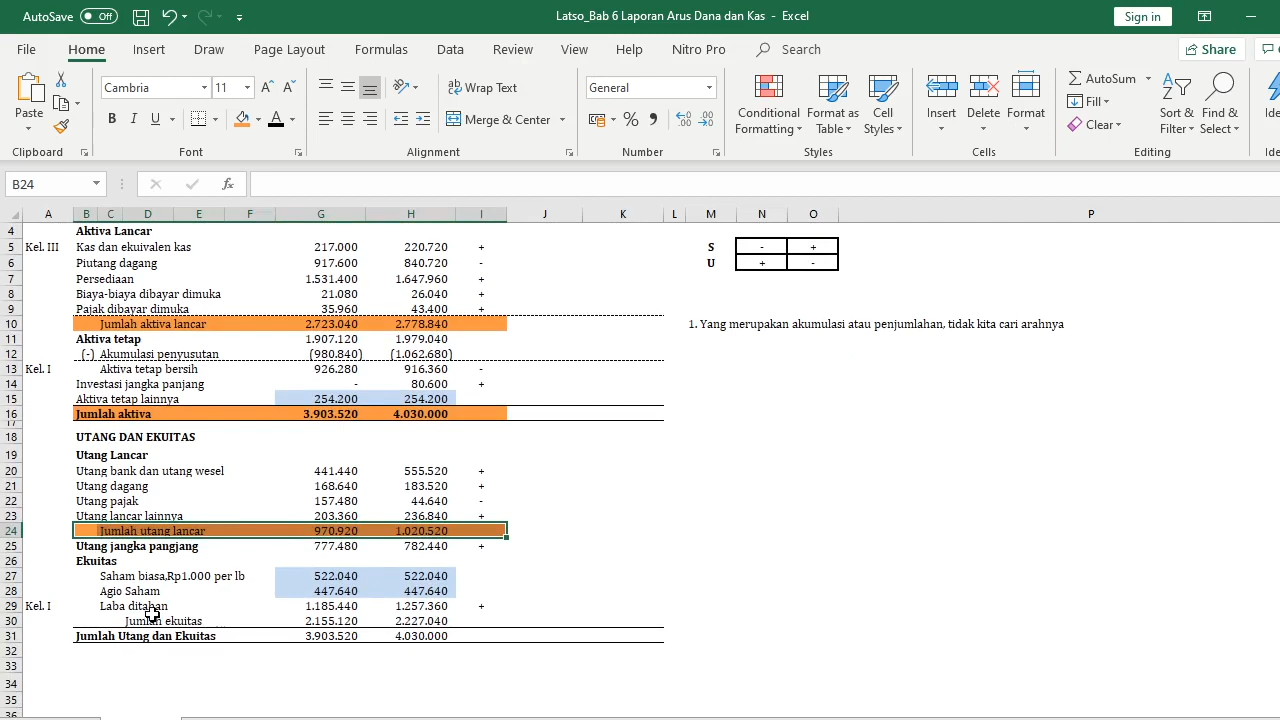 AutoSave Off Latso_Bab 6 Laporan Arus Dana dan Kas - Excel Sign in
File Home Insert Draw Page Layout Formulas Data Review View Help Nitro Pro Search Share
Cambria 11 Wrap Text General AutoSum
Paste Merge & Center Conditional Formatting Format as Table Cell Styles Insert Delete Format Fill Clear Sort & Filter Find & Select
Clipboard Font Alignment Number Styles Cells Editing
B24 fx
A B C D E F G H I J K L M N O P
4 Aktiva Lancar
5 Kel. III Kas dan ekuivalen kas 217.000 220.720 + S - +
6 Piutang dagang 917.600 840.720 - U + -
7 Persediaan 1.531.400 1.647.960 +
8 Biaya-biaya dibayar dimuka 21.080 26.040 +
9 Pajak dibayar dimuka 35.960 43.400 +
10 Jumlah aktiva lancar 2.723.040 2.778.840 1. Yang merupakan akumulasi atau penjumlahan, tidak kita cari arahnya
11 Aktiva tetap 1.907.120 1.979.040
12 (-) Akumulasi penyusutan (980.840) (1.062.680)
13 Kel. I Aktiva tetap bersih 926.280 916.360 -
14 Investasi jangka panjang - 80.600 +
15 Aktiva tetap lainnya 254.200 254.200
16 Jumlah aktiva 3.903.520 4.030.000
17
18 UTANG DAN EKUITAS
19 Utang Lancar
20 Utang bank dan utang wesel 441.440 555.520 +
21 Utang dagang 168.640 183.520 +
22 Utang pajak 157.480 44.640 -
23 Utang lancar lainnya 203.360 236.840 +
24 Jumlah utang lancar 970.920 1.020.520
25 Utang jangka pangjang 777.480 782.440 +
26 Ekuitas
27 Saham biasa,Rp1.000 per lb 522.040 522.040
28 Agio Saham 447.640 447.640
29 Kel. I Laba ditahan 1.185.440 1.257.360 +
30 Jumlah ekuitas 2.155.120 2.227.040
31 Jumlah Utang dan Ekuitas 3.903.520 4.030.000
32
33
34
35
36